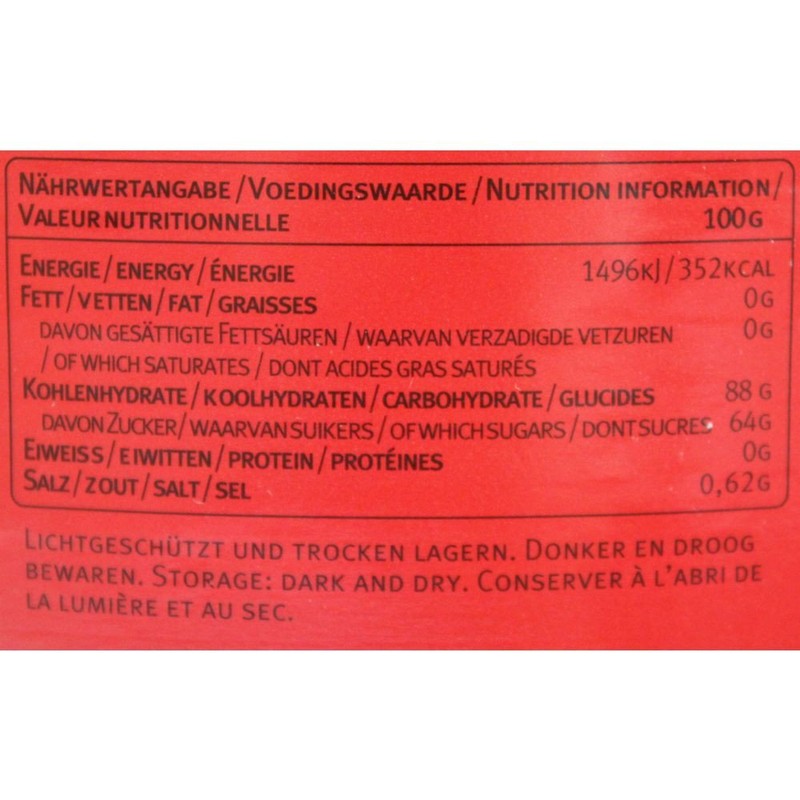 NÄHRWERTANGABE / VOEDINGSWAARDE / NUTRITION INFORMATION /
VALEUR NUTRITIONNELLE 100G
ENERGIE / ENERGY / ÉNERGIE 1496KJ / 352KCAL
FETT / VETTEN / FAT / GRAISSES 0G
DAVON GESÄTTIGTE FETTSÄUREN / WAARVAN VERZADIGDE VETZUREN 0G
/ OF WHICH SATURATES / DONT ACIDES GRAS SATURÉS
KOHLENHYDRATE / KOOLHYDRATEN / CARBOHYDRATE / GLUCIDES 88 G
DAVON ZUCKER / WAARVAN SUIKERS / OF WHICH SUGARS / DONT SUCRES 64G
EIWEISS / EIWITTEN / PROTEIN / PROTÉINES 0G
SALZ / ZOUT / SALT / SEL 0,62G
LICHTGESCHÜTZT UND TROCKEN LAGERN. DONKER EN DROOG
BEWAREN. STORAGE: DARK AND DRY. CONSERVER À L'ABRI DE
LA LUMIÈRE ET AU SEC.